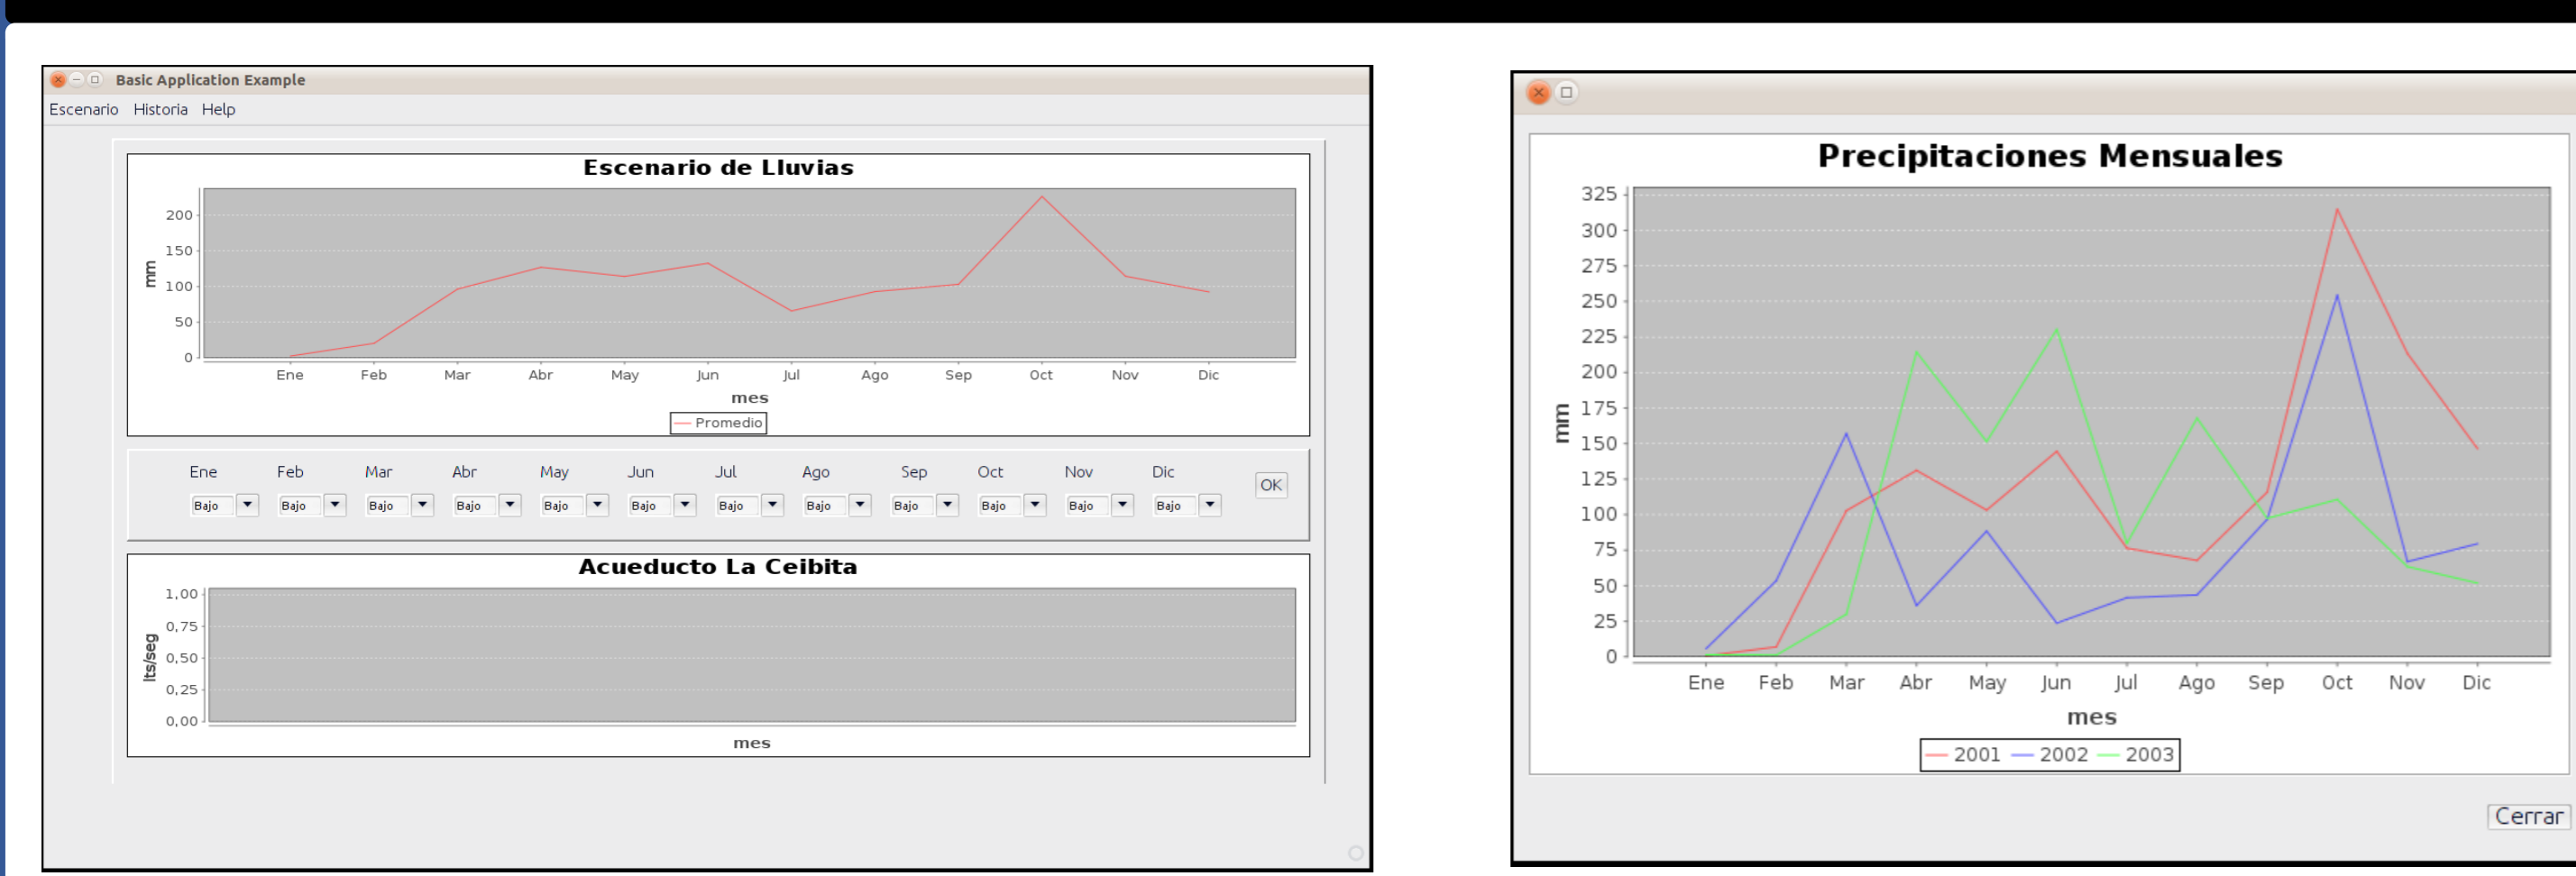 Basic Application Example
Escenario Historia Help
Escenario de Lluvias
200
150
100
50
0
mm
Ene Feb Mar Abr May Jun Jul Ago Sep Oct Nov Dic
mes
Promedio
Ene Feb Mar Abr May Jun Jul Ago Sep Oct Nov Dic
Bajo Bajo Bajo Bajo Bajo Bajo Bajo Bajo Bajo Bajo Bajo Bajo
OK
Acueducto La Ceibita
1,00
0,75
0,50
0,25
0,00
lts/seg
mes
Precipitaciones Mensuales
325
300
275
250
225
200
175
150
125
100
75
50
25
0
mm
Ene Feb Mar Abr May Jun Jul Ago Sep Oct Nov Dic
mes
2001 2002 2003
Cerrar